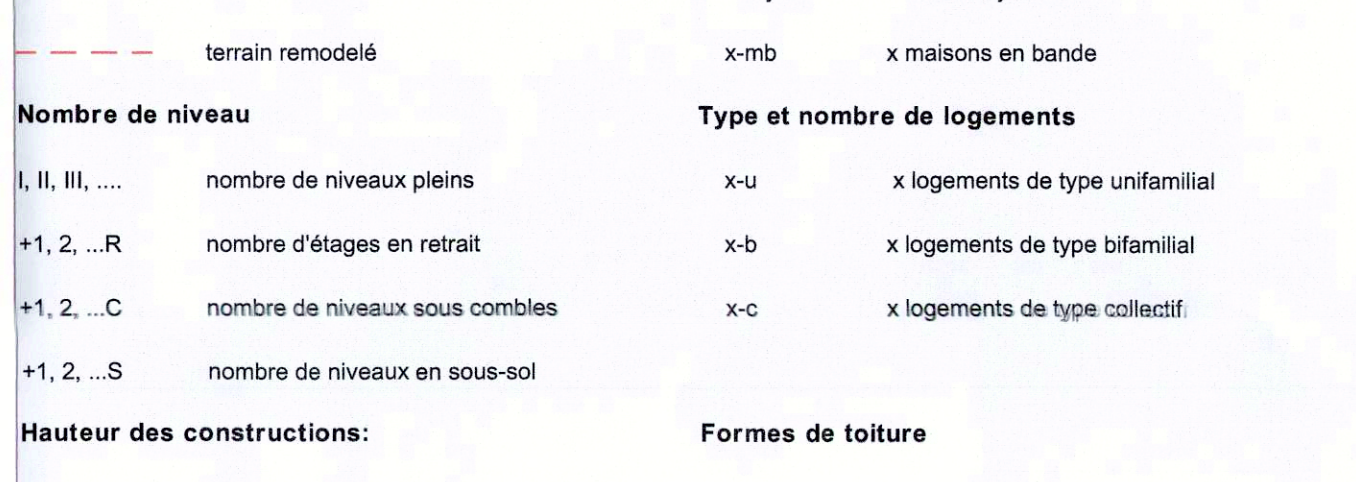 terrain remodelé
x-mb x maisons en bande
Nombre de niveau
Type et nombre de logements
I, II, III, ....  nombre de niveaux pleins
x-u x logements de type unifamilial
+1, 2, ...R nombre d'étages en retrait
x-b x logements de type bifamilial
+1, 2, ...C nombre de niveaux sous combles
x-c x logements de type collectif
+1, 2, ...S nombre de niveaux en sous-sol
Hauteur des constructions:
Formes de toiture